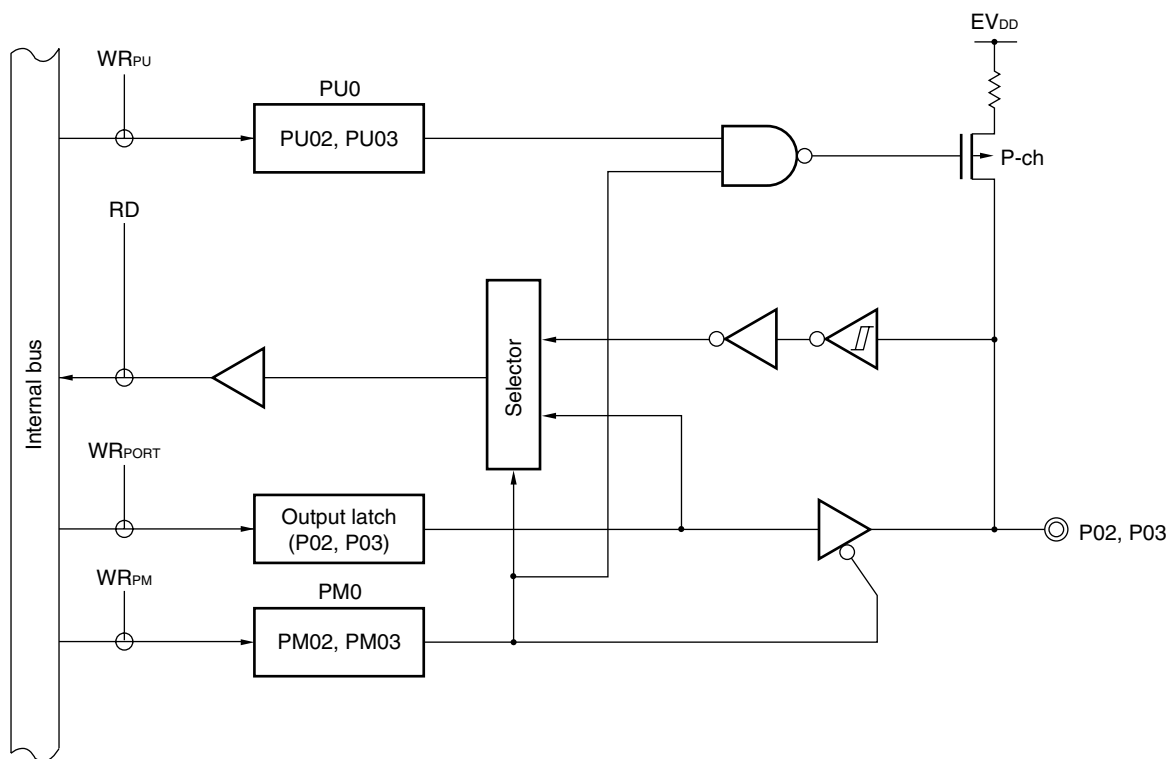 EVDD
WRPU
PU0
PU02, PU03
P-ch
RD
Selector
Internal bus
WRPORT
Output latch
(P02, P03)
P02, P03
WRPM
PM0
PM02, PM03